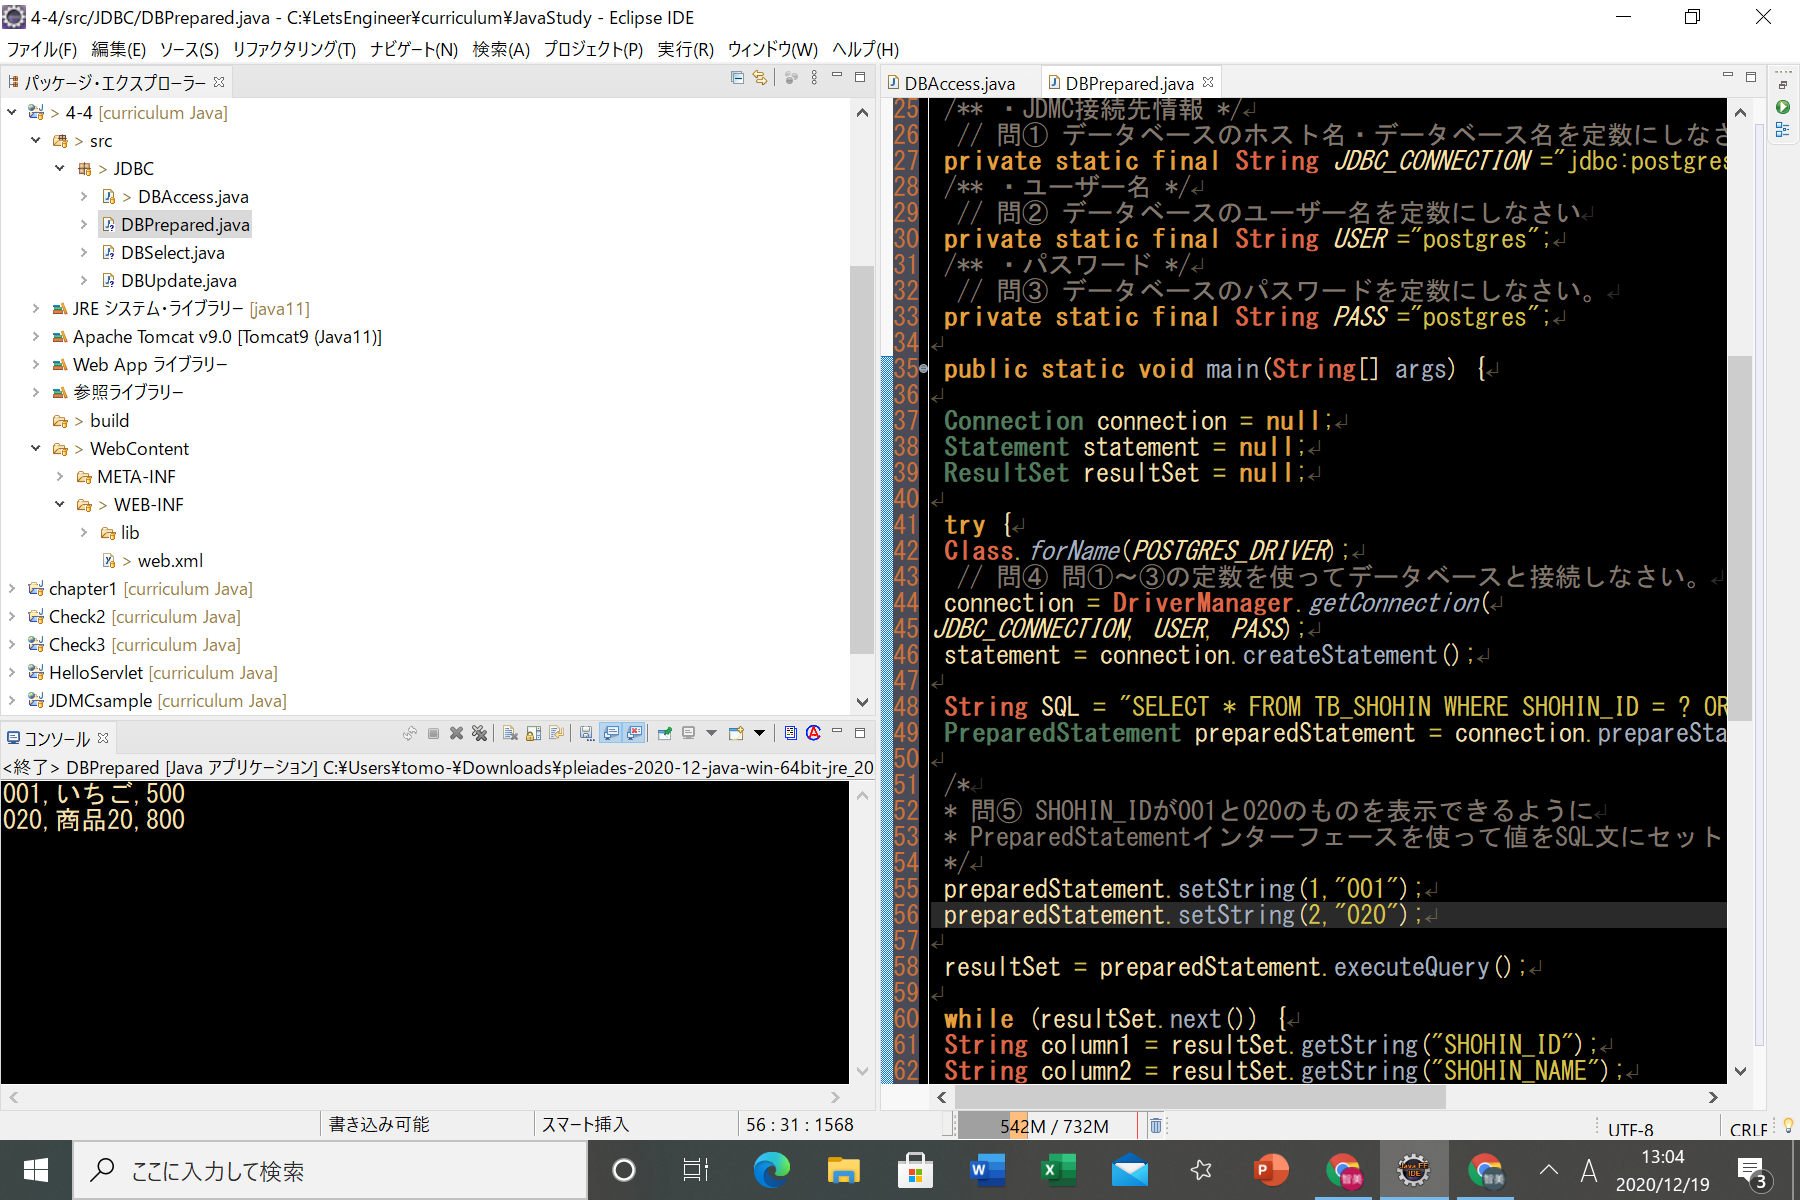 4-4/src/JDBC/DBPrepared.java - C:¥LetsEngineer¥curriculum¥JavaStudy - Eclipse IDE
ファイル(F) 編集(E) ソース(S) リファクタリング(T) ナビゲート(N) 検索(A) プロジェクト(P) 実行(R) ウィンドウ(W) ヘルプ(H)
パッケージ・エクスプローラー
> 4-4 [curriculum Java]
> src
> JDBC
> DBAccess.java
DBPrepared.java
DBSelect.java
DBUpdate.java
JRE システム・ライブラリー [java11]
Apache Tomcat v9.0 [Tomcat9 (Java11)]
Web App ライブラリー
参照ライブラリー
> build
> WebContent
META-INF
> WEB-INF
lib
> web.xml
chapter1 [curriculum Java]
Check2 [curriculum Java]
Check3 [curriculum Java]
HelloServlet [curriculum Java]
JDMCsample [curriculum Java]
コンソール
<終了> DBPrepared [Java アプリケーション] C:¥Users¥tomo-¥Downloads¥pleiades-2020-12-java-win-64bit-jre_20
001,いちご,500
020,商品20,800
DBAccess.java
DBPrepared.java
25 /** ・JDMC接続先情報 */
26 // 問① データベースのホスト名・データベース名を定数にしなさ
27 private static final String JDBC_CONNECTION ="jdbc:postgres
28 /** ・ユーザー名 */
29 // 問② データベースのユーザー名を定数にしなさい
30 private static final String USER ="postgres";
31 /** ・パスワード */
32 // 問③ データベースのパスワードを定数にしなさい。
33 private static final String PASS ="postgres";
34
35 public static void main(String[] args) {
36
37 Connection connection = null;
38 Statement statement = null;
39 ResultSet resultSet = null;
40
41 try {
42 Class.forName(POSTGRES_DRIVER);
43 // 問④ 問①～③の定数を使ってデータベースと接続しなさい。
44 connection = DriverManager.getConnection(
45 JDBC_CONNECTION, USER, PASS);
46 statement = connection.createStatement();
47
48 String SQL = "SELECT * FROM TB_SHOHIN WHERE SHOHIN_ID = ? OR
49 PreparedStatement preparedStatement = connection.prepareSta
50
51 /*
52 * 問⑤ SHOHIN_IDが001と020のものを表示できるように
53 * PreparedStatementインターフェースを使って値をSQL文にセット
54 */
55 preparedStatement.setString(1,"001");
56 preparedStatement.setString(2,"020");
57
58 resultSet = preparedStatement.executeQuery();
59
60 while (resultSet.next()) {
61 String column1 = resultSet.getString("SHOHIN_ID");
62 String column2 = resultSet.getString("SHOHIN_NAME");
書き込み可能
スマート挿入
56 : 31 : 1568
542M / 732M
UTF-8
CRLF
ここに入力して検索
智美
智美
A
13:04
2020/12/19
3